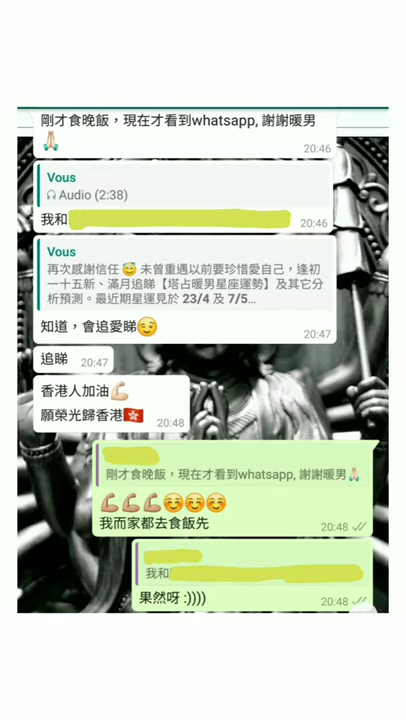 剛才食晚飯，現在才看到whatsapp, 謝謝暖男
🙏🏻 20:46
Vous
🎧Audio (2:38)
我和 20:46
Vous
再次感謝信任😇 未曾重遇以前要珍惜愛自己，逢初
一十五新、滿月追睇【塔占暖男星座運勢】及其它分
析預測。最近期星運見於 23/4 及 7/5...
知道，會追愛睇😉 20:47
追睇 20:47
香港人加油💪🏻
願榮光歸香港🇭🇰 20:48
剛才食晚飯，現在才看到whatsapp, 謝謝暖男🙏🏻
💪🏼💪🏼💪🏼☺️☺️☺️
我而家都去食飯先 20:48
我和
果然呀 :)))) 20:48